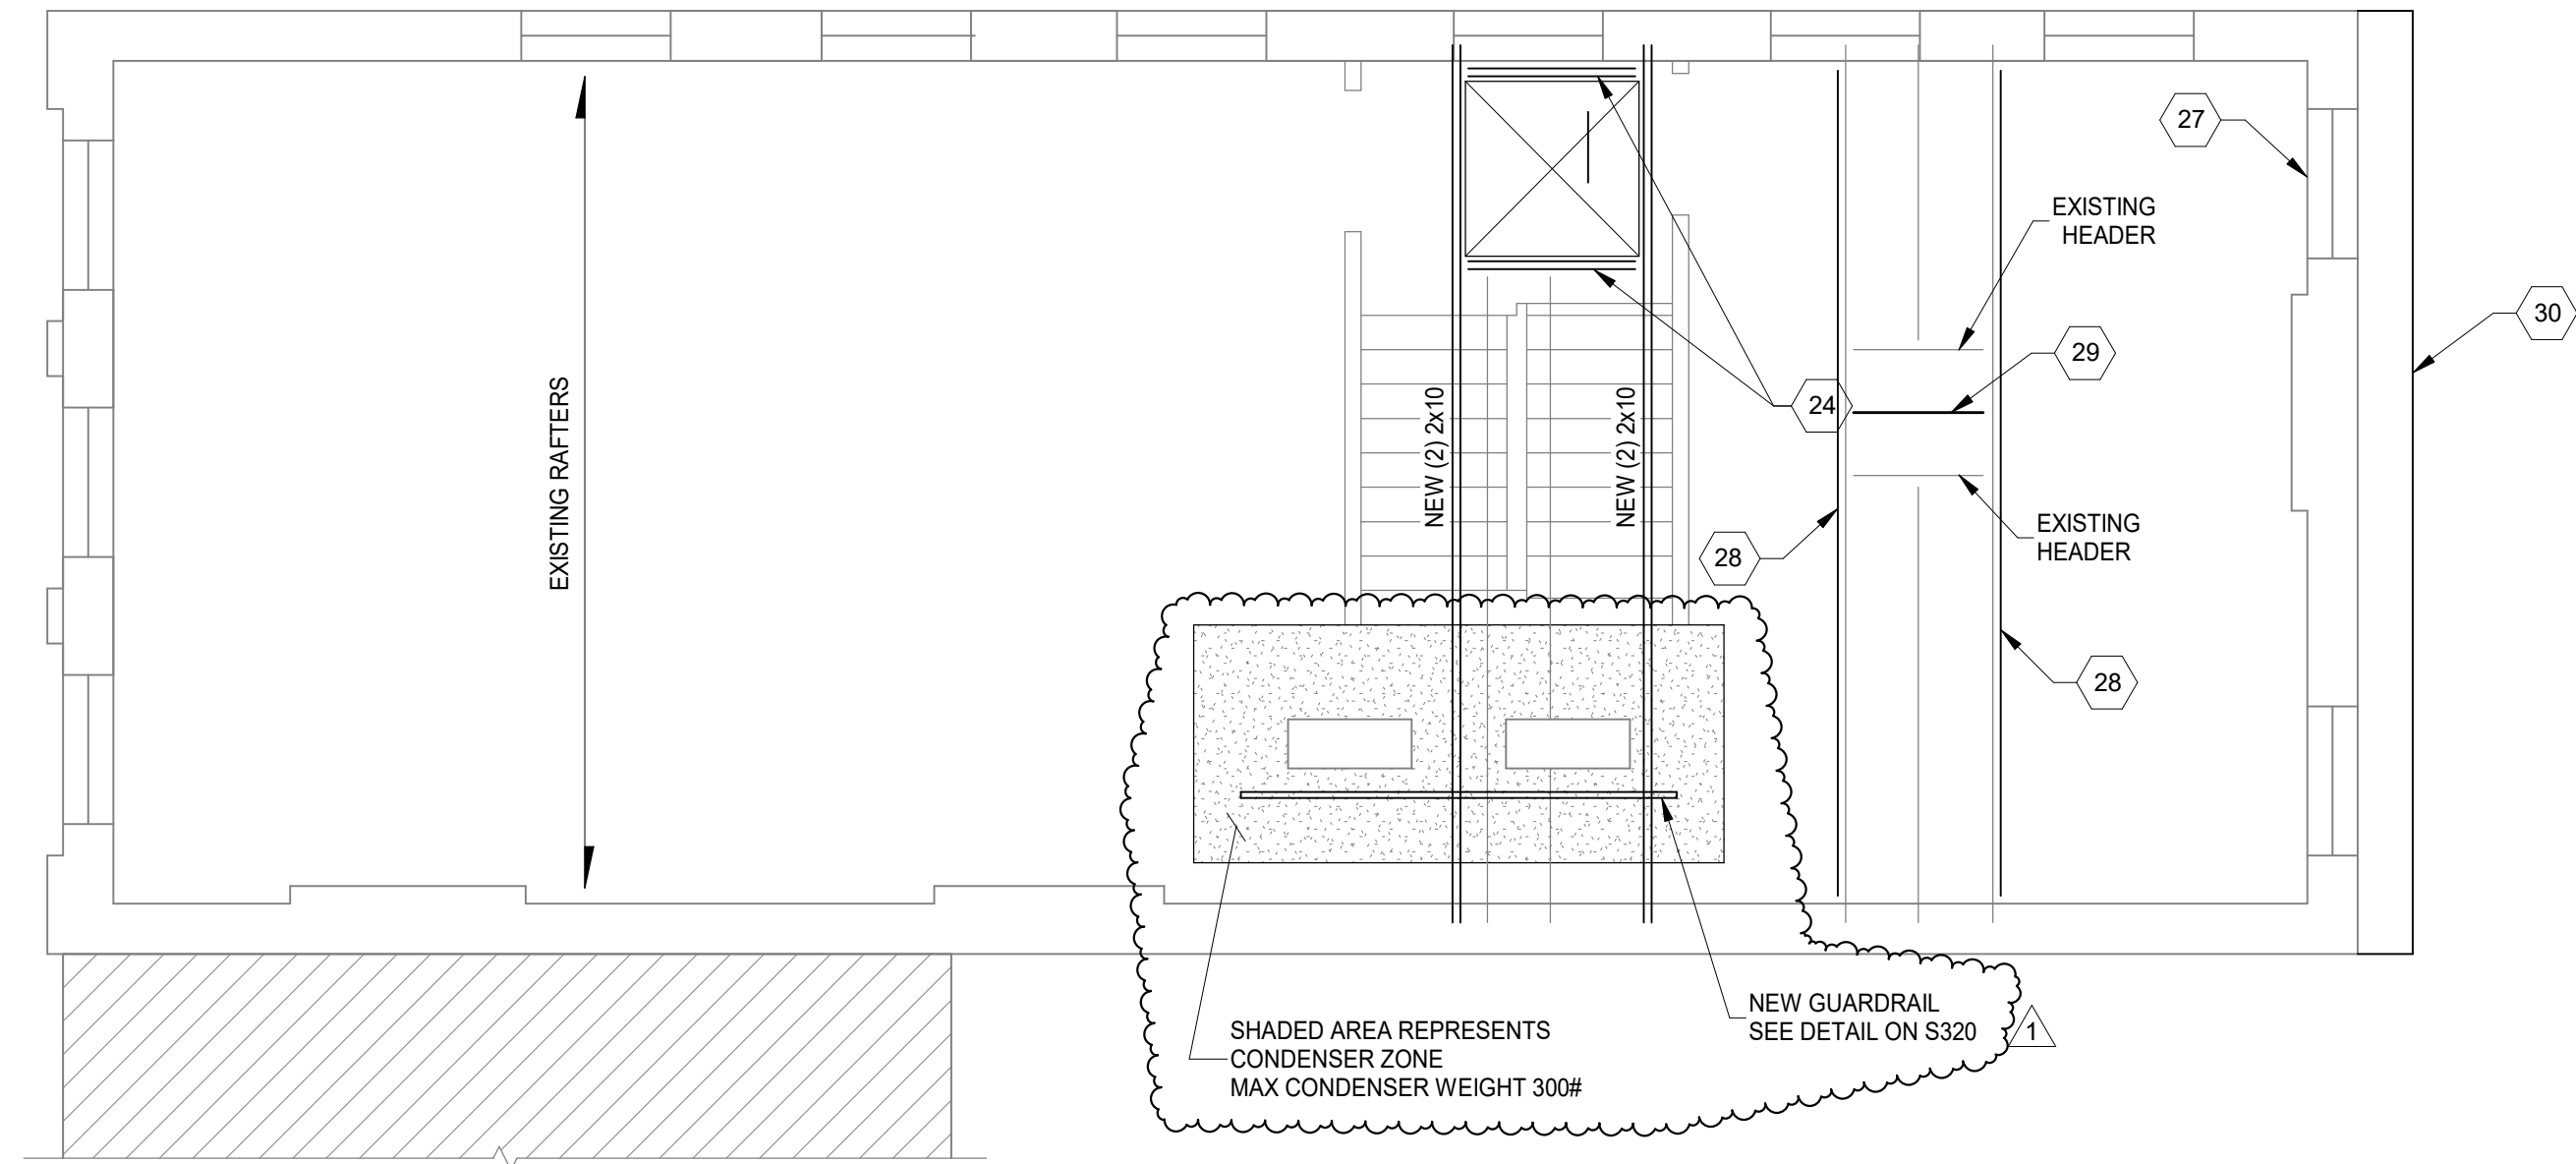 27
EXISTING
HEADER
30
29
EXISTING RAFTERS
NEW (2) 2x10
NEW (2) 2x10
24
EXISTING
HEADER
28
28
NEW GUARDRAIL
SEE DETAIL ON S320
1
SHADED AREA REPRESENTS
CONDENSER ZONE
MAX CONDENSER WEIGHT 300#